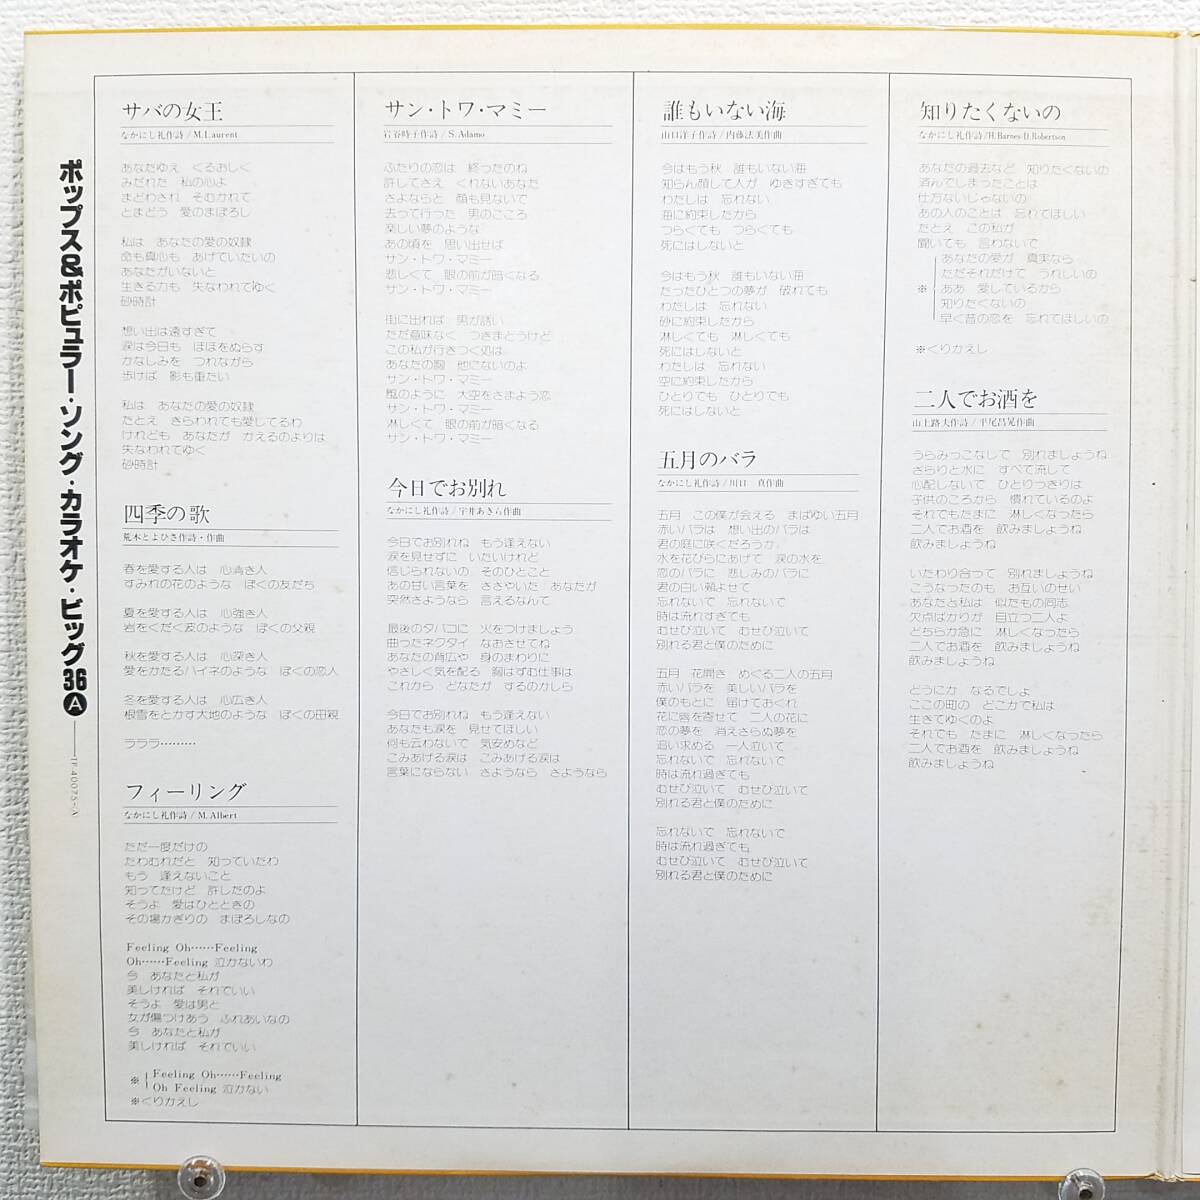 ポップス&ポピュラー・ソング・カラオケ・ビッグ36Ⓐ——IF-40075~A
サバの女王
なかにし礼作詩/M.Laurent
あなたゆえ くるおしく
みだれた 私の心よ
まどわされ そむかれて
とまどう 愛のまぼろし
私は あなたの愛の奴隷
命も真心も あげていたいの
あなたがいないと
生きる力も 失なわれてゆく
砂時計
想い出は遠すぎて
涙は今日も ほほをぬらす
かなしみを つれながら
歩けば 影も重たい
私は あなたの愛の奴隷
たとえ きらわれても愛してるわ
けれども あなたが かえるのよりは
失なわれてゆく
砂時計
四季の歌
荒木とよひさ作詩・作曲
春を愛する人は 心清き人
すみれの花のような ぼくの友だち
夏を愛する人は 心強き人
岩をくだく波のような ぼくの父親
秋を愛する人は 心深き人
愛をかたるハイネのような ぼくの恋人
冬を愛する人は 心広き人
根雪をとかす大地のような ぼくの母親
ラララ………
フィーリング
なかにし礼作詩/M.Albert
ただ一度だけの
たわむれだと 知っていたわ
もう 逢えないこと
知ってたけど 許したのよ
そうよ 愛はひとときの
その場かぎりの まぼろしなの
Feeling Oh……Feeling
Oh……Feeling 泣かないわ
今 あなたと私が
美しければ それでいい
そうよ 愛は男と
女が傷つけあう ふれあいなの
今 あなたと私が
美しければ それでいい
※ Feeling Oh……Feeling
Oh Feeling 泣かない
※くりかえし
サン・トワ・マミー
岩谷時子作詩/S.Adamo
ふたりの恋は 終ったのね
許してさえ くれないあなた
さよならと 顔も見ないで
去って行った 男のこころ
楽しい夢のような
あの頃を 思い出せば
サン・トワ・マミー
悲しくて 眼の前が暗くなる
サン・トワ・マミー
街に出れば 男が誘い
ただ意味なく つきまとうけど
この私が行きつく処は
あなたの胸 他にないのよ
サン・トワ・マミー
風のように 大空をさまよう恋
サン・トワ・マミー
淋しくて 眼の前が暗くなる
サン・トワ・マミー
今日でお別れ
なかにし礼作詩/宇井あきら作曲
今日でお別れね もう逢えない
涙を見せずに いたいけれど
信じられないの そのひとこと
あの甘い言葉を ささやいた あなたが
突然さようなら 言えるなんて
最後のタバコに 火をつけましょう
曲ったネクタイ なおさせてね
あなたの背広や 身のまわりに
やさしく気を配る 胸はずむ仕事は
これから どなたが するのかしら
今日でお別れね もう逢えない
あなたも涙を 見せてほしい
何も云わないで 気安めなど
こみあげる涙は こみあげる涙は
言葉にならない さようなら さようなら
誰もいない海
山口洋子作詩/内藤法美作曲
今はもう秋 誰もいない海
知らん顔して人が ゆきすぎても
わたしは 忘れない
海に約束したから
つらくても つらくても
死にはしないと
今はもう秋 誰もいない海
たったひとつの夢が 破れても
わたしは 忘れない
砂に約束したから
淋しくても 淋しくても
死にはしないと
わたしは 忘れない
空に約束したから
ひとりでも ひとりでも
死にはしないと
五月のバラ
なかにし礼作詩/川口 真作曲
五月 この僕が会える まばゆい五月
赤いバラは 想い出のバラは
君の庭に咲くだろうか
水を花びらにあげて 涙の水を
恋のバラに 悲しみのバラに
君の白い頬よせて
忘れないで 忘れないで
時は流れすぎても
むせび泣いて むせび泣いて
別れる君と僕のために
五月 花開き めぐる二人の五月
赤いバラを 美しいバラを
僕のもとに 届けておくれ
花に唇を寄せて 二人の花に
恋の夢を 消えさらぬ夢を
追い求める 一人泣いて
忘れないで 忘れないで
時は流れ過ぎても
むせび泣いて むせび泣いて
別れる君と僕のために
忘れないで 忘れないで
時は流れ過ぎても
むせび泣いて むせび泣いて
別れる君と僕のために
知りたくないの
なかにし礼作詩/H.Barnes-D.Robertson
あなたの過去など 知りたくないの
済んでしまったことは
仕方ないじゃないの
あの人のことは 忘れてほしい
たとえ この私が
聞いても 言わないで
※ あなたの愛が 真実なら
ただそれだけで うれしいの
ああ 愛しているから
知りたくないの
早く昔の恋を 忘れてほしいの
※くりかえし
二人でお酒を
山上路夫作詩/平尾昌晃作曲
うらみっこなしで 別れましょうね
さらりと水に すべて流して
心配しないで ひとりっきりは
子供のころから 慣れているのよ
それでもたまに 淋しくなったら
二人でお酒を 飲みましょうね
飲みましょうね
いたわり合って 別れましょうね
こうなったのも お互いのせい
あなたと私は 似たもの同志
欠点ばかりが 目立つ二人よ
どちらか急に 淋しくなったら
二人でお酒を 飲みましょうね
飲みましょうね
どうにか なるでしょ
ここの町の どこかで私は
生きてゆくのよ
それでも たまに 淋しくなったら
二人でお酒を 飲みましょうね
飲みましょうね